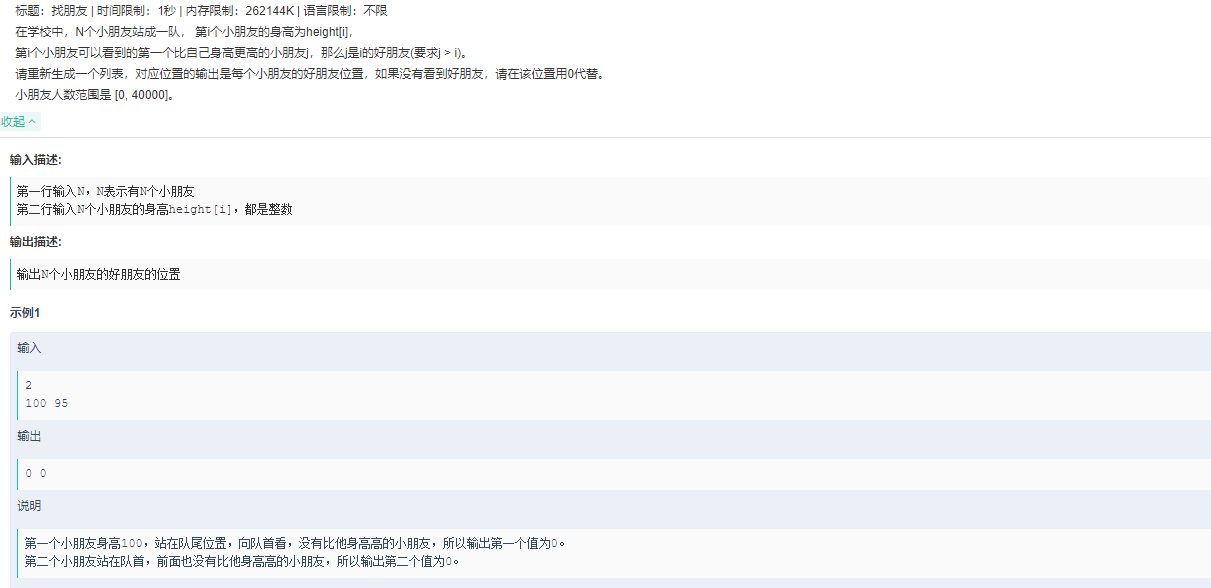 标题：找朋友 | 时间限制：1秒 | 内存限制：262144K | 语言限制：不限
在学校中，N个小朋友站成一队， 第i个小朋友的身高为height[i],
第i个小朋友可以看到的第一个比自己身高更高的小朋友j，那么j是i的好朋友(要求j > i)。
请重新生成一个列表，对应位置的输出是每个小朋友的好朋友位置，如果没有看到好朋友，请在该位置用0代替。
小朋友人数范围是 [0, 40000]。
收起
输入描述:
第一行输入N，N表示有N个小朋友
第二行输入N个小朋友的身高height[i]，都是整数
输出描述:
输出N个小朋友的好朋友的位置
示例1
输入
2
100 95
输出
0 0
说明
第一个小朋友身高100，站在队尾位置，向队首看，没有比他身高高的小朋友，所以输出第一个值为0。
第二个小朋友站在队首，前面也没有比他身高高的小朋友，所以输出第二个值为0。